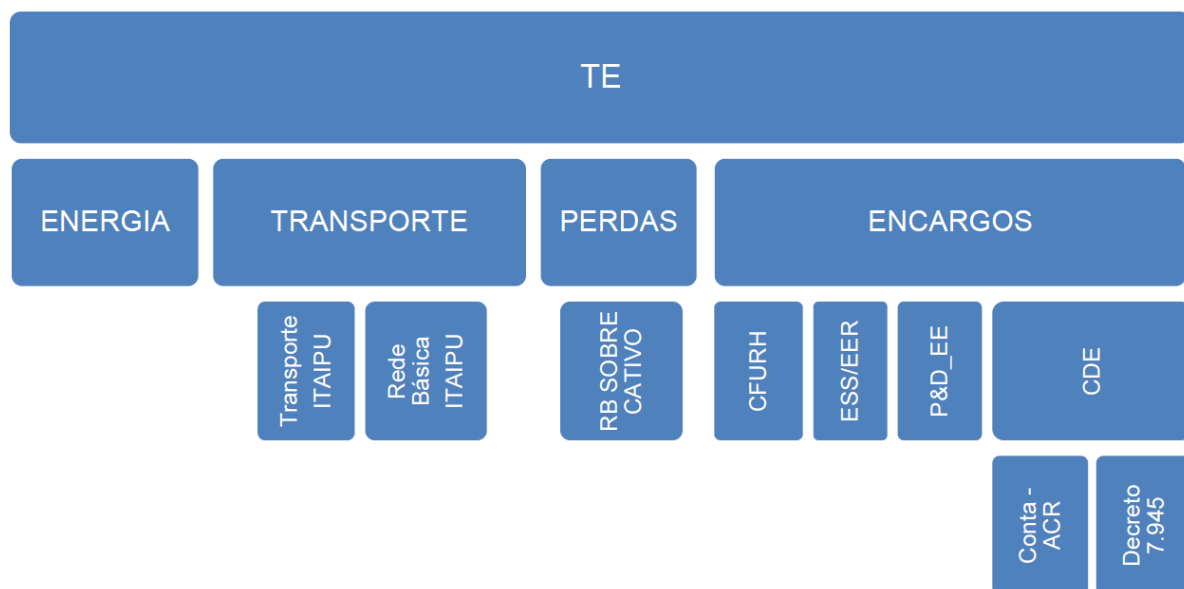 TE
ENERGIA
TRANSPORTE
PERDAS
ENCARGOS
Transporte
ITAIPU
Rede
Básica
ITAIPU
RB SOBRE
CATIVO
CFURH
ESS/EER
P&D_EE
CDE
Conta -
ACR
Decreto
7.945